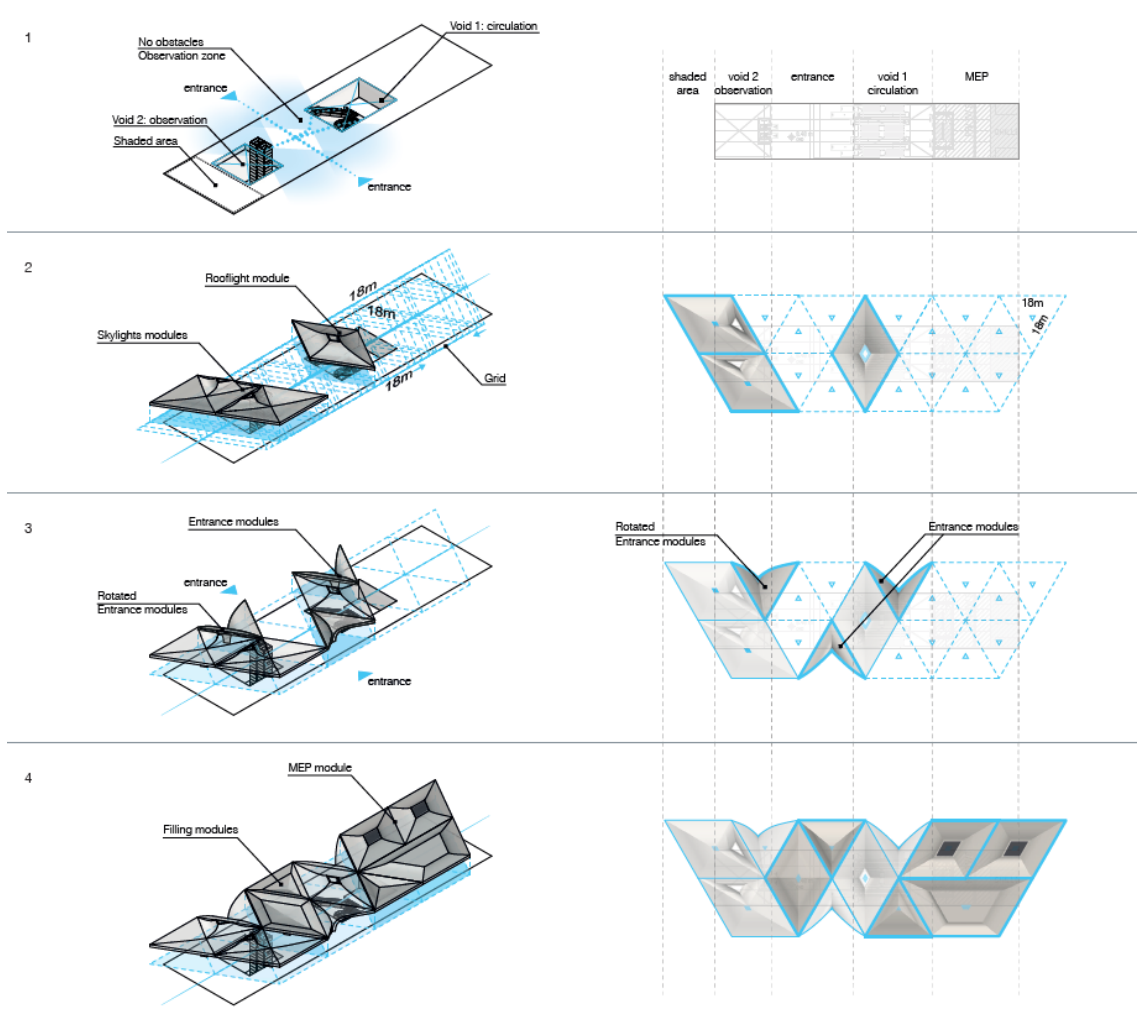 1
Void 1: circulation
No obstacles
Observation zone
entrance
Void 2: observation
Shaded area
entrance
shaded
area
void 2
observation
entrance
void 1
circulation
MEP
2
Rooflight module
18m
18m
Skylights modules
18m
Grid
18m
18m
3
Entrance modules
entrance
Rotated
Entrance modules
entrance
Rotated
Entrance modules
Entrance modules
4
MEP module
Filling modules